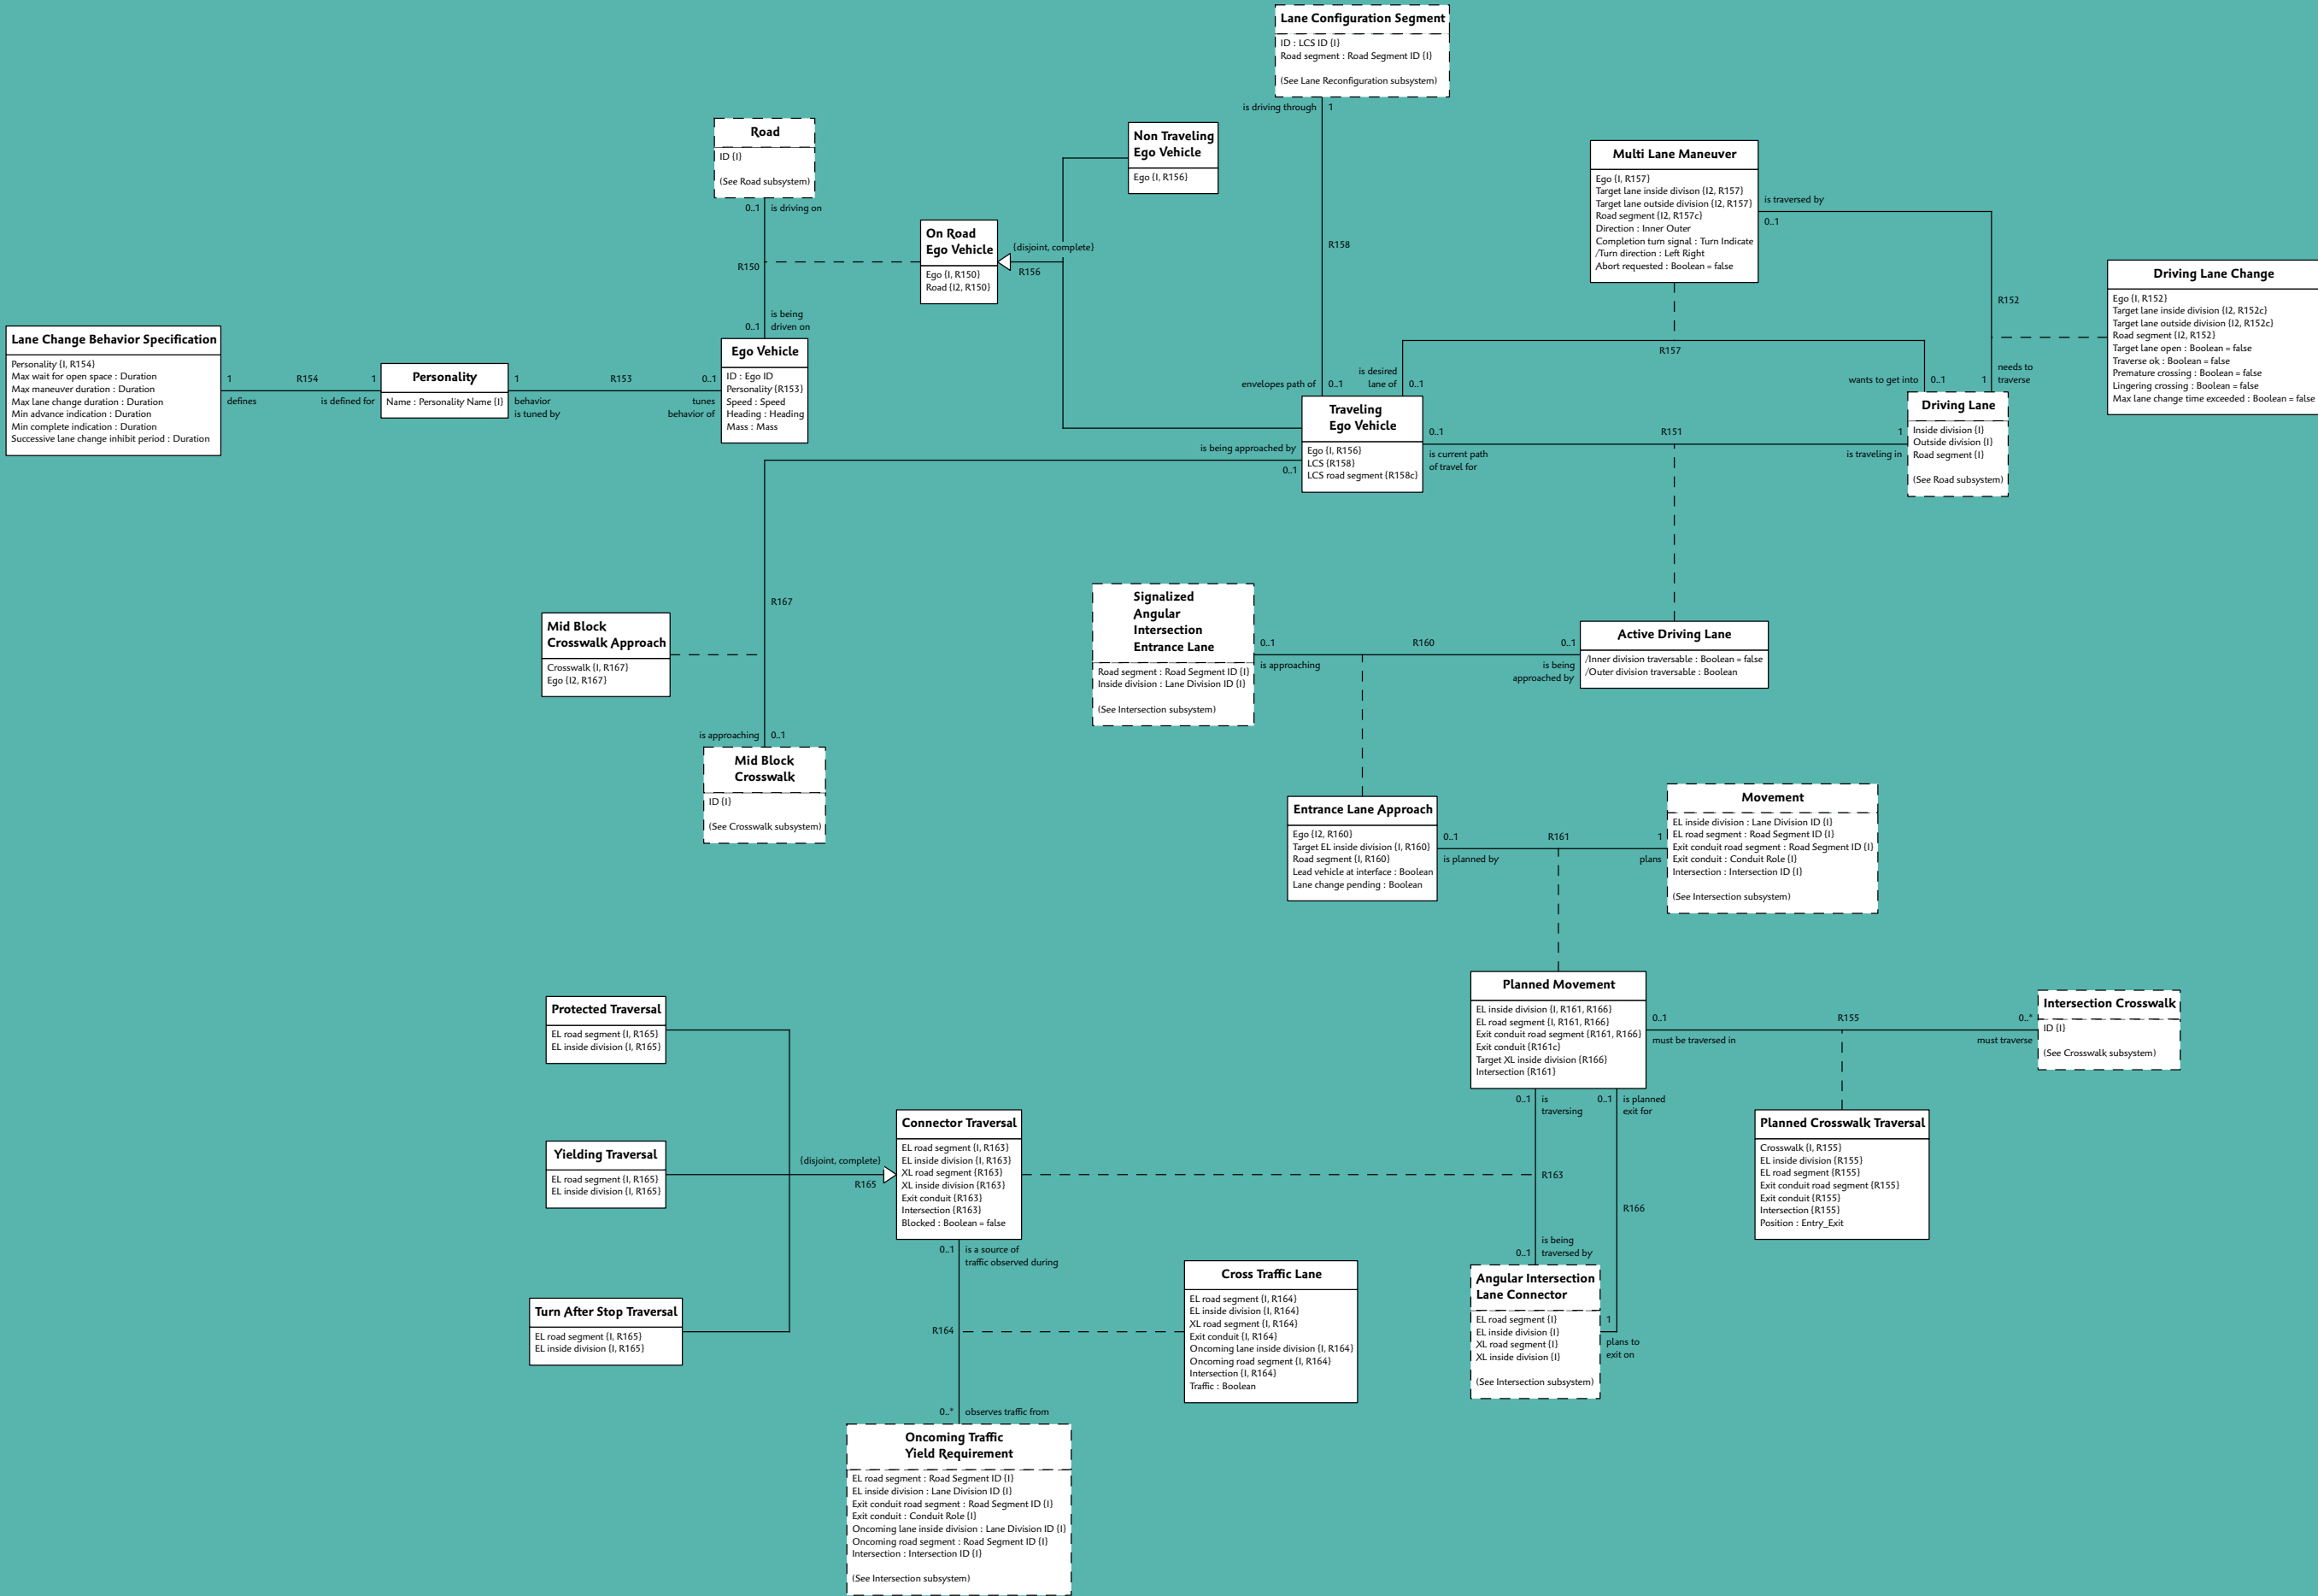 Lane Configuration Segment
ID : LCS ID {I}
Road segment : Road Segment ID {I}
(See Lane Reconfiguration subsystem)
is driving through
1
R158
envelopes path of
0..1
Road
ID {I}
(See Road subsystem)
0..1
is driving on
R150
is being
driven on
0..1
Non Traveling
Ego Vehicle
Ego {I, R156}
On Road
Ego Vehicle
Ego {I, R150}
Road {I2, R150}
{disjoint, complete}
R156
Multi Lane Maneuver
Ego {I, R157}
Target lane inside divison {I2, R157}
Target lane outside division {I2, R157}
Road segment {I2, R157c}
Direction : Inner Outer
Completion turn signal : Turn Indicate
/Turn direction : Left Right
Abort requested : Boolean = false
is traversed by
0..1
R152
needs to
traverse
1
Driving Lane Change
Ego {I, R152}
Target lane inside division {I2, R152c}
Target lane outside division {I2, R152c}
Road segment {I2, R152}
Target lane open : Boolean = false
Traverse ok : Boolean = false
Premature crossing : Boolean = false
Lingering crossing : Boolean = false
Max lane change time exceeded : Boolean = false
R157
is desired
lane of
0..1
wants to get into
0..1
Lane Change Behavior Specification
Personality {I, R154}
Max wait for open space : Duration
Max maneuver duration : Duration
Max lane change duration : Duration
Min advance indication : Duration
Min complete indication : Duration
Successive lane change inhibit period : Duration
1
R154
1
defines
is defined for
Personality
Name : Personality Name {I}
1
R153
0..1
behavior
is tuned by
tunes
behavior of
Ego Vehicle
ID : Ego ID
Personality {R153}
Speed : Speed
Heading : Heading
Mass : Mass
Traveling
Ego Vehicle
Ego {I, R156}
LCS {R158}
LCS road segment {R158c}
is being approached by
0..1
0..1
R151
1
is current path
of travel for
is traveling in
Driving Lane
Inside division {I}
Outside division {I}
Road segment {I}
(See Road subsystem)
R167
Mid Block
Crosswalk Approach
Crosswalk {I, R167}
Ego {I2, R167}
is approaching
0..1
Mid Block
Crosswalk
ID {I}
(See Crosswalk subsystem)
Signalized
Angular
Intersection
Entrance Lane
Road segment : Road Segment ID {I}
Inside division : Lane Division ID {I}
(See Intersection subsystem)
0..1
R160
0..1
is approaching
is being
approached by
Active Driving Lane
/Inner division traversable : Boolean = false
/Outer division traversable : Boolean
Entrance Lane Approach
Ego {I2, R160}
Target EL inside division {I, R160}
Road segment {I, R160}
Lead vehicle at interface : Boolean
Lane change pending : Boolean
0..1
R161
1
is planned by
plans
Movement
EL inside division : Lane Division ID {I}
EL road segment : Road Segment ID {I}
Exit conduit road segment : Road Segment ID {I}
Exit conduit : Conduit Role {I}
Intersection : Intersection ID {I}
(See Intersection subsystem)
Planned Movement
EL inside division {I, R161, R166}
EL road segment {I, R161, R166}
Exit conduit road segment {R161, R166}
Exit conduit {R161c}
Target XL inside division {R166}
Intersection {R161}
0..1
R155
0..*
must be traversed in
must traverse
Intersection Crosswalk
ID {I}
(See Crosswalk subsystem)
Planned Crosswalk Traversal
Crosswalk {I, R155}
EL inside division {R155}
EL road segment {R155}
Exit conduit road segment {R155}
Exit conduit {R155}
Intersection {R155}
Position : Entry_Exit
0..1
is
traversing
0..1
is planned
exit for
R163
R166
is being
traversed by
0..1
Angular Intersection
Lane Connector
EL road segment {I}
EL inside division {I}
XL road segment {I}
XL inside division {I}
(See Intersection subsystem)
1
plans to
exit on
Protected Traversal
EL road segment {I, R165}
EL inside division {I, R165}
Yielding Traversal
EL road segment {I, R165}
EL inside division {I, R165}
Turn After Stop Traversal
EL road segment {I, R165}
EL inside division {I, R165}
{disjoint, complete}
R165
Connector Traversal
EL road segment {I, R163}
EL inside division {I, R163}
XL road segment {R163}
XL inside division {R163}
Exit conduit {R163}
Intersection {R163}
Blocked : Boolean = false
0..1
is a source of
traffic observed during
R164
Cross Traffic Lane
EL road segment {I, R164}
EL inside division {I, R164}
XL road segment {I, R164}
Exit conduit {I, R164}
Oncoming lane inside division {I, R164}
Oncoming road segment {I, R164}
Intersection {I, R164}
Traffic : Boolean
0..*
observes traffic from
Oncoming Traffic
Yield Requirement
EL road segment : Road Segment ID {I}
EL inside division : Lane Division ID {I}
Exit conduit road segment : Road Segment ID {I}
Exit conduit : Conduit Role {I}
Oncoming lane inside division : Lane Division ID {I}
Oncoming road segment : Road Segment ID {I}
Intersection : Intersection ID {I}
(See Intersection subsystem)